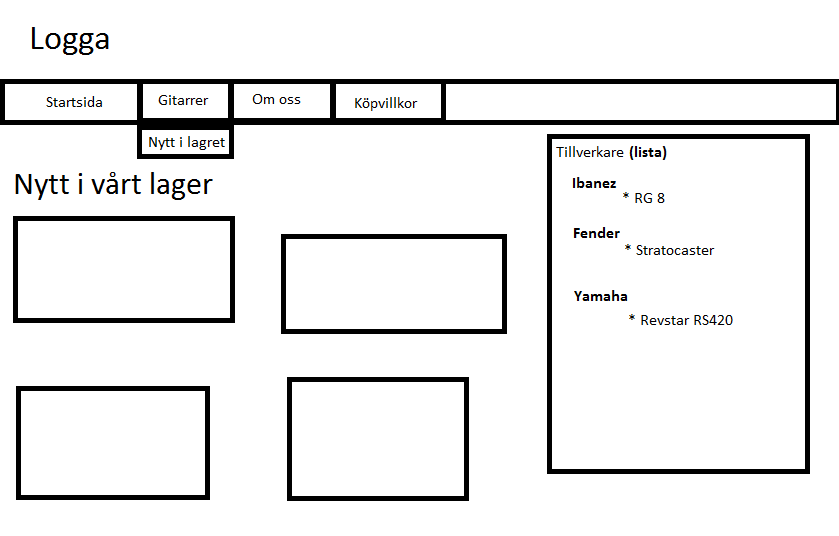 Logga
Startsida
Gitarrer
Om oss
Köpvillkor
Nytt i lagret
Nytt i vårt lager
Tillverkare (lista)
Ibanez
* RG 8
Fender
* Stratocaster
Yamaha
* Revstar RS420